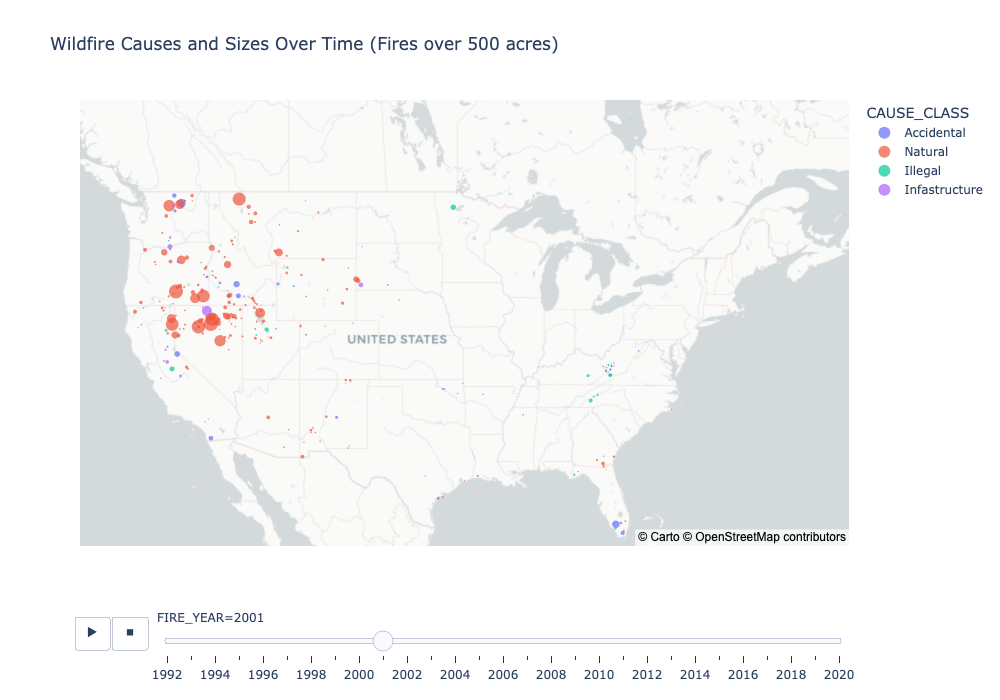 Wildfire Causes and Sizes Over Time (Fires over 500 acres)
CAUSE_CLASS
Accidental
Natural
Illegal
Infastructure
UNITED STATES
© Carto © OpenStreetMap contributors
FIRE_YEAR=2001
1992 1994 1996 1998 2000 2002 2004 2006 2008 2010 2012 2014 2016 2018 2020